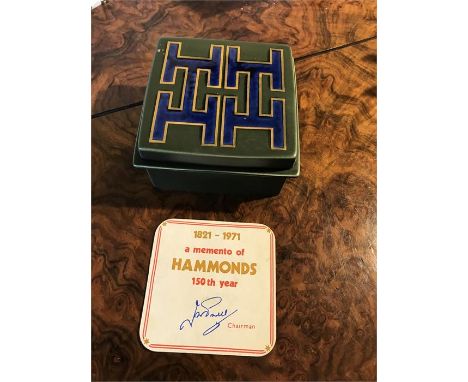 1821 - 1971
a memento of
HAMMONDS
150th year
Chairman